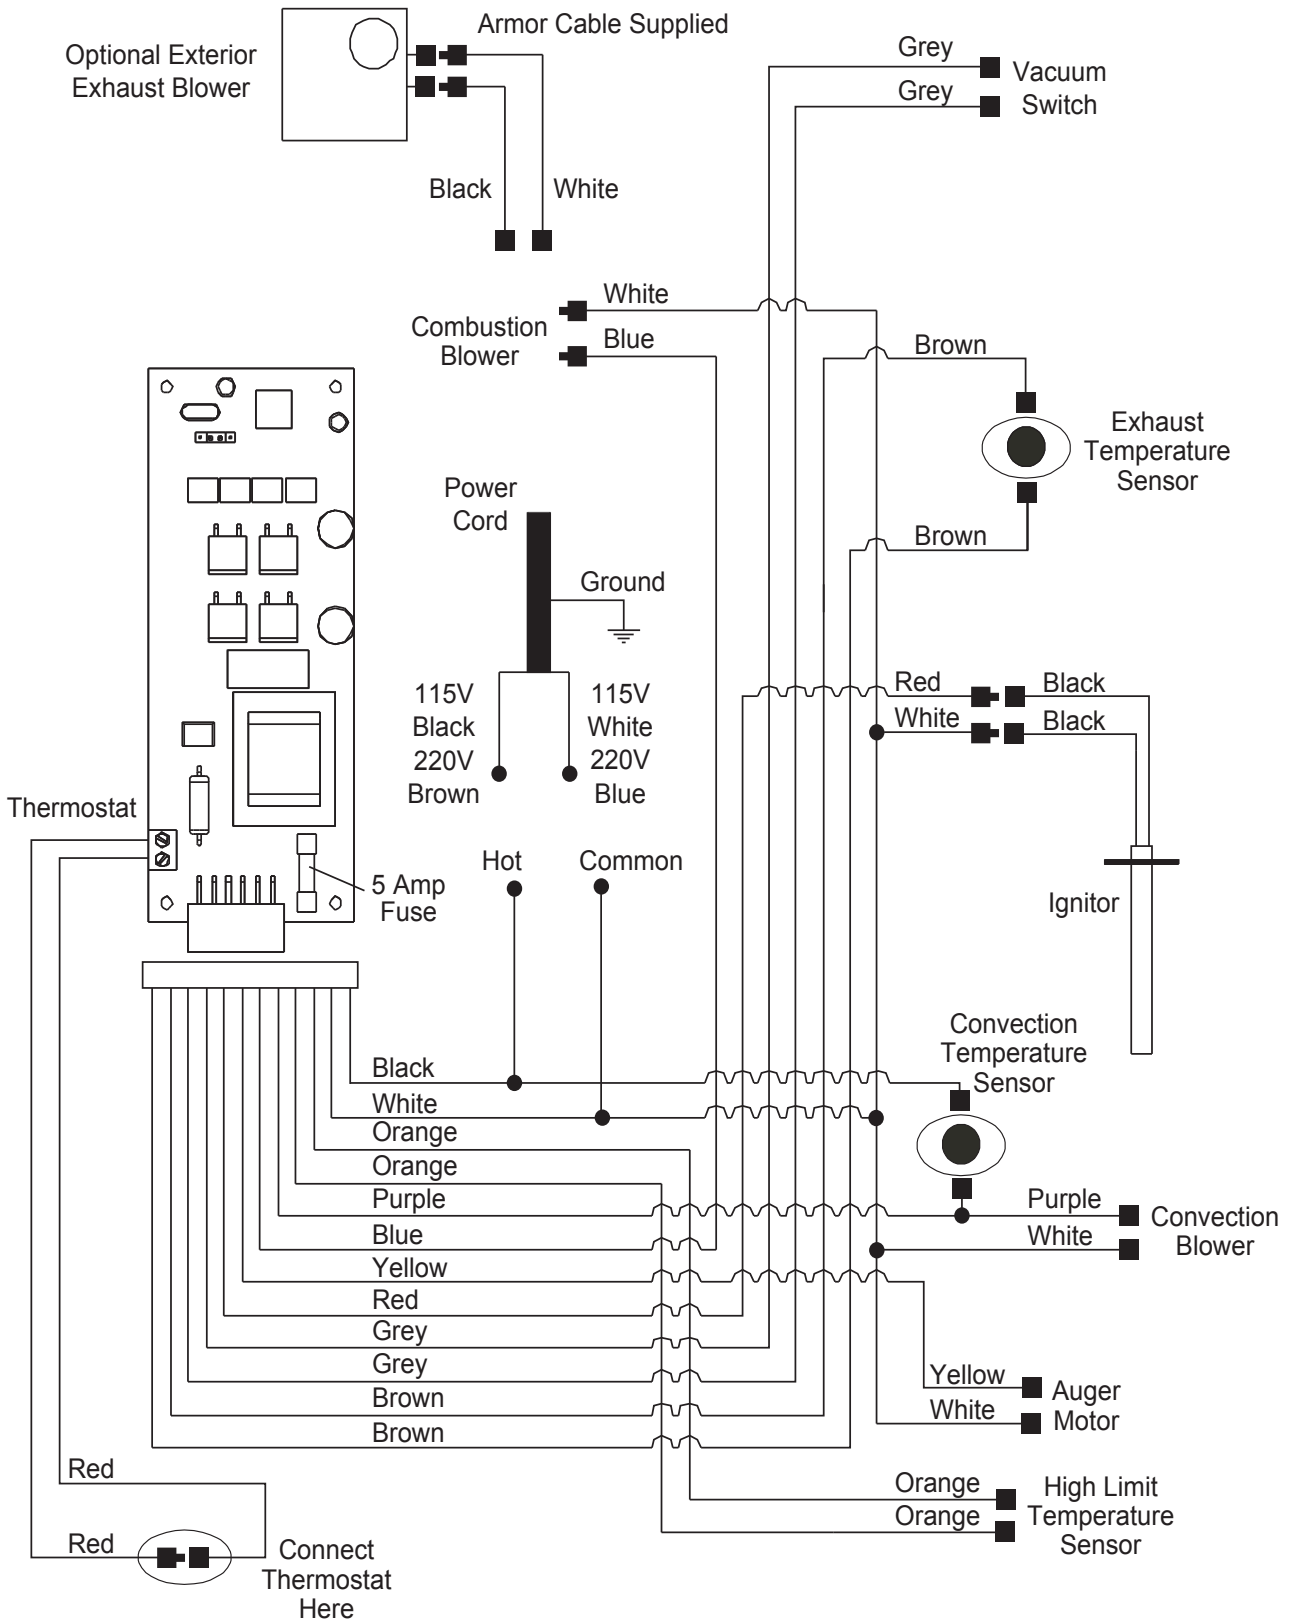 Armor Cable Supplied
Optional Exterior
Exhaust Blower
Grey
Vacuum
Grey
Switch
Black
White
White
Combustion
Blower
Blue
Brown
Exhaust
Temperature
Sensor
Brown
Power
Cord
Ground
115V
Black
220V
Brown
115V
White
220V
Blue
Red
Black
White
Black
Ignitor
Thermostat
5 Amp
Fuse
Hot
Common
Convection
Temperature
Sensor
Black
White
Orange
Orange
Purple
Blue
Yellow
Red
Grey
Grey
Brown
Brown
Purple
White
Convection
Blower
Yellow
White
Auger
Motor
Orange
Orange
High Limit
Temperature
Sensor
Red
Red
Connect
Thermostat
Here